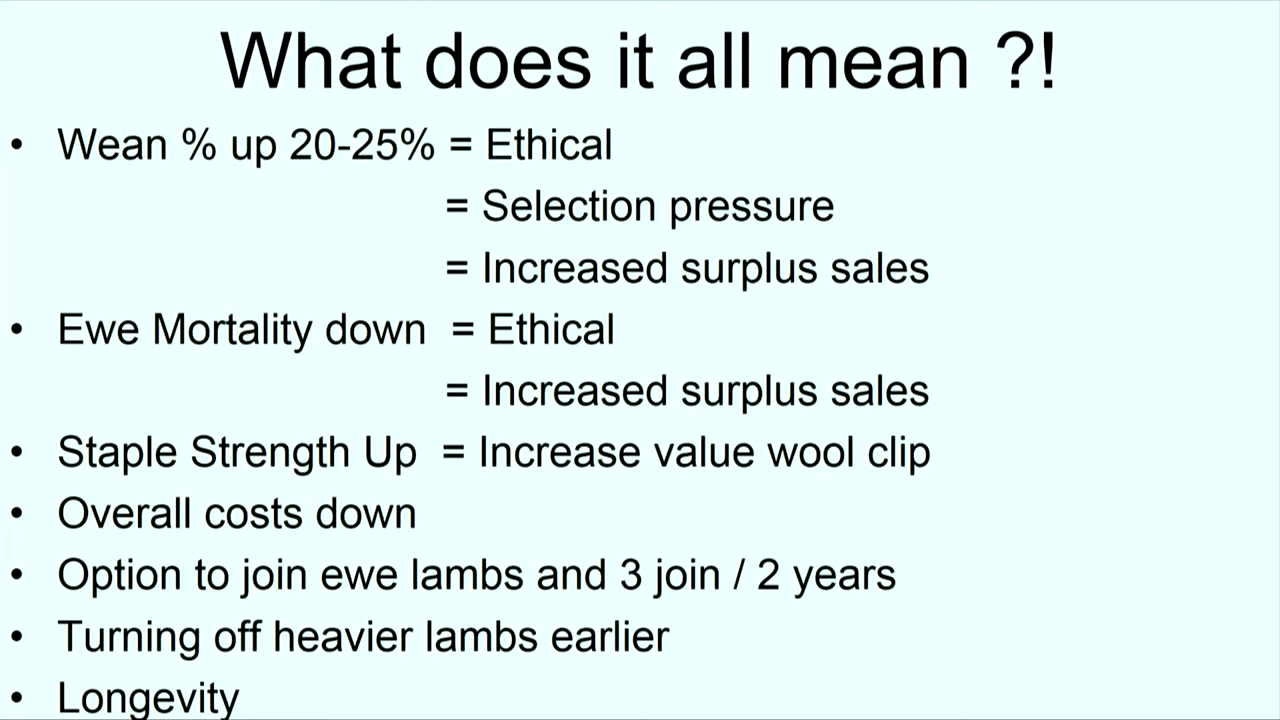 What does it all mean ?!
• Wean % up 20-25% = Ethical
= Selection pressure
= Increased surplus sales
• Ewe Mortality down = Ethical
= Increased surplus sales
• Staple Strength Up = Increase value wool clip
• Overall costs down
• Option to join ewe lambs and 3 join / 2 years
• Turning off heavier lambs earlier
• Longevity